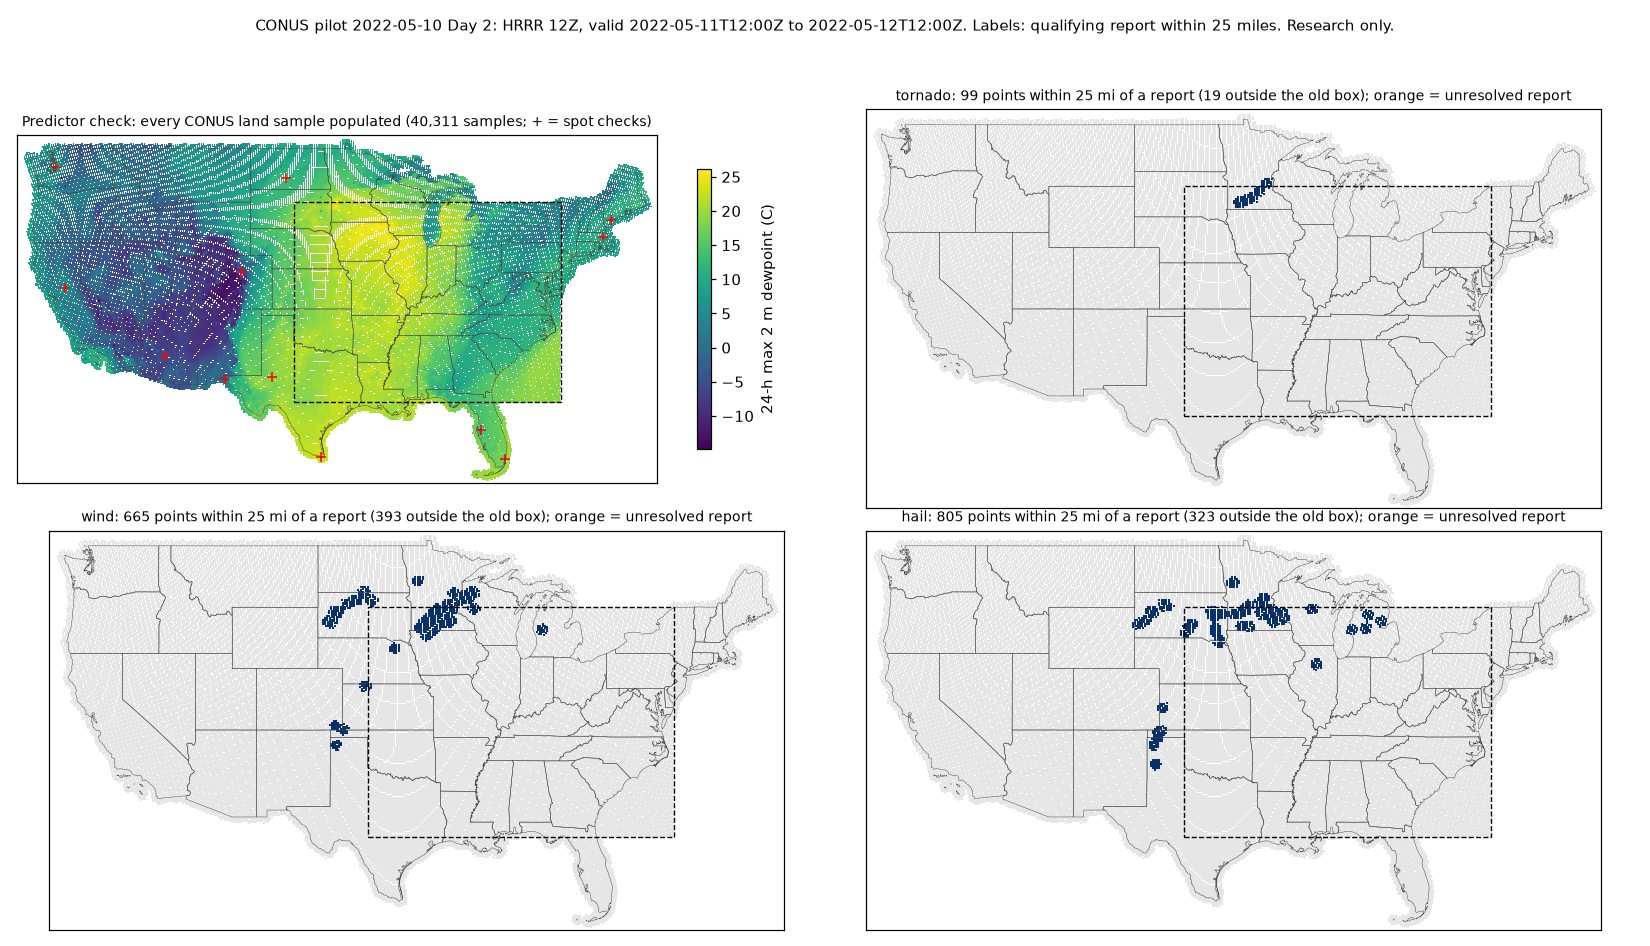 CONUS pilot 2022-05-10 Day 2: HRRR 12Z, valid 2022-05-11T12:00Z to 2022-05-12T12:00Z. Labels: qualifying report within 25 miles. Research only.
Predictor check: every CONUS land sample populated (40,311 samples; + = spot checks)
25
20
15
10
5
0
−5
−10
24-h max 2 m dewpoint (C)
tornado: 99 points within 25 mi of a report (19 outside the old box); orange = unresolved report
wind: 665 points within 25 mi of a report (393 outside the old box); orange = unresolved report
hail: 805 points within 25 mi of a report (323 outside the old box); orange = unresolved report